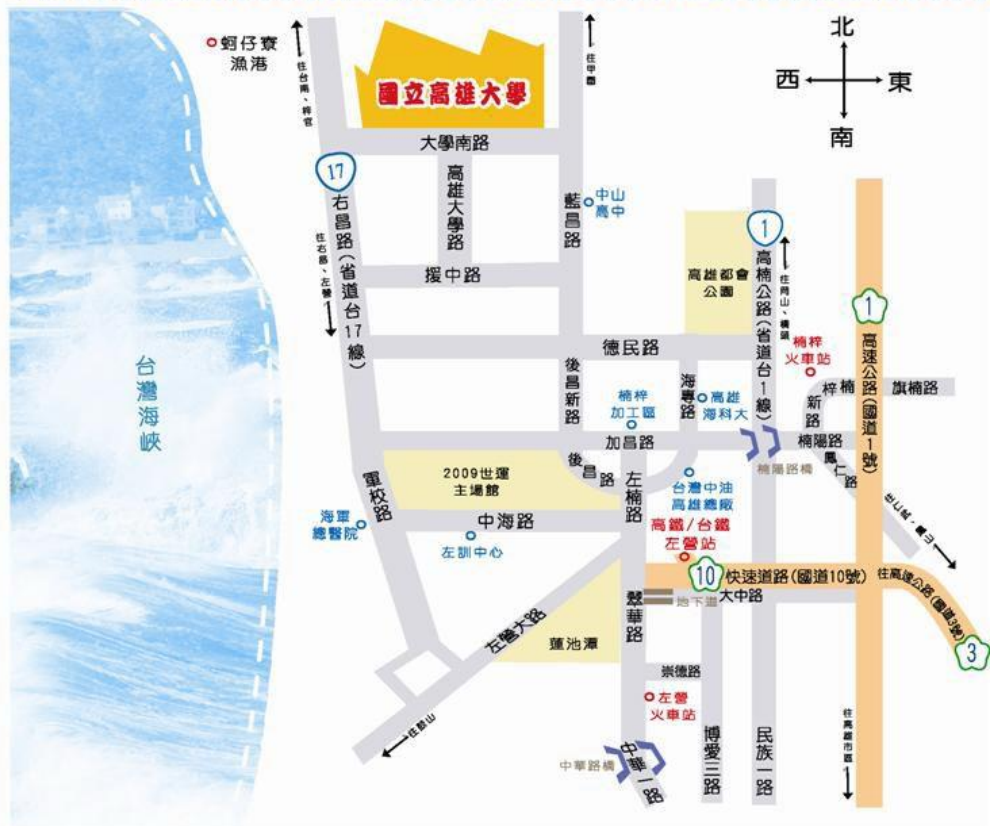 北
西
東
南
蚵仔寮
漁港
往台南、梓官
往甲圍
國立高雄大學
大學南路
17
右昌路(省道台17線)
高雄大學路
藍昌路
中山
高中
1
高雄都會
公園
高楠公路(省道台1線)
往岡山、橋頭
1
高速公路(國道1號)
往右昌、左營
援中路
德民路
楠梓
火車站
台灣海峽
後昌新路
楠梓
加工區
海專路
高雄
海科大
新路
梓楠
旗楠路
加昌路
楠陽路
楠陽路橋
鳳仁路
往仁武、鳳山
2009世運
主場館
後昌路
左楠路
台灣中油
高雄總廠
軍校路
海軍
總醫院
中海路
左訓中心
高鐵/台鐵
左營站
10
快速道路(國道10號)
往高速公路(國道3號)
3
大中路
地下道
翠華路
左營大路
蓮池潭
崇德路
左營
火車站
往鼓山
中華路橋
中華一路
博愛三路
民族一路
往高雄市區